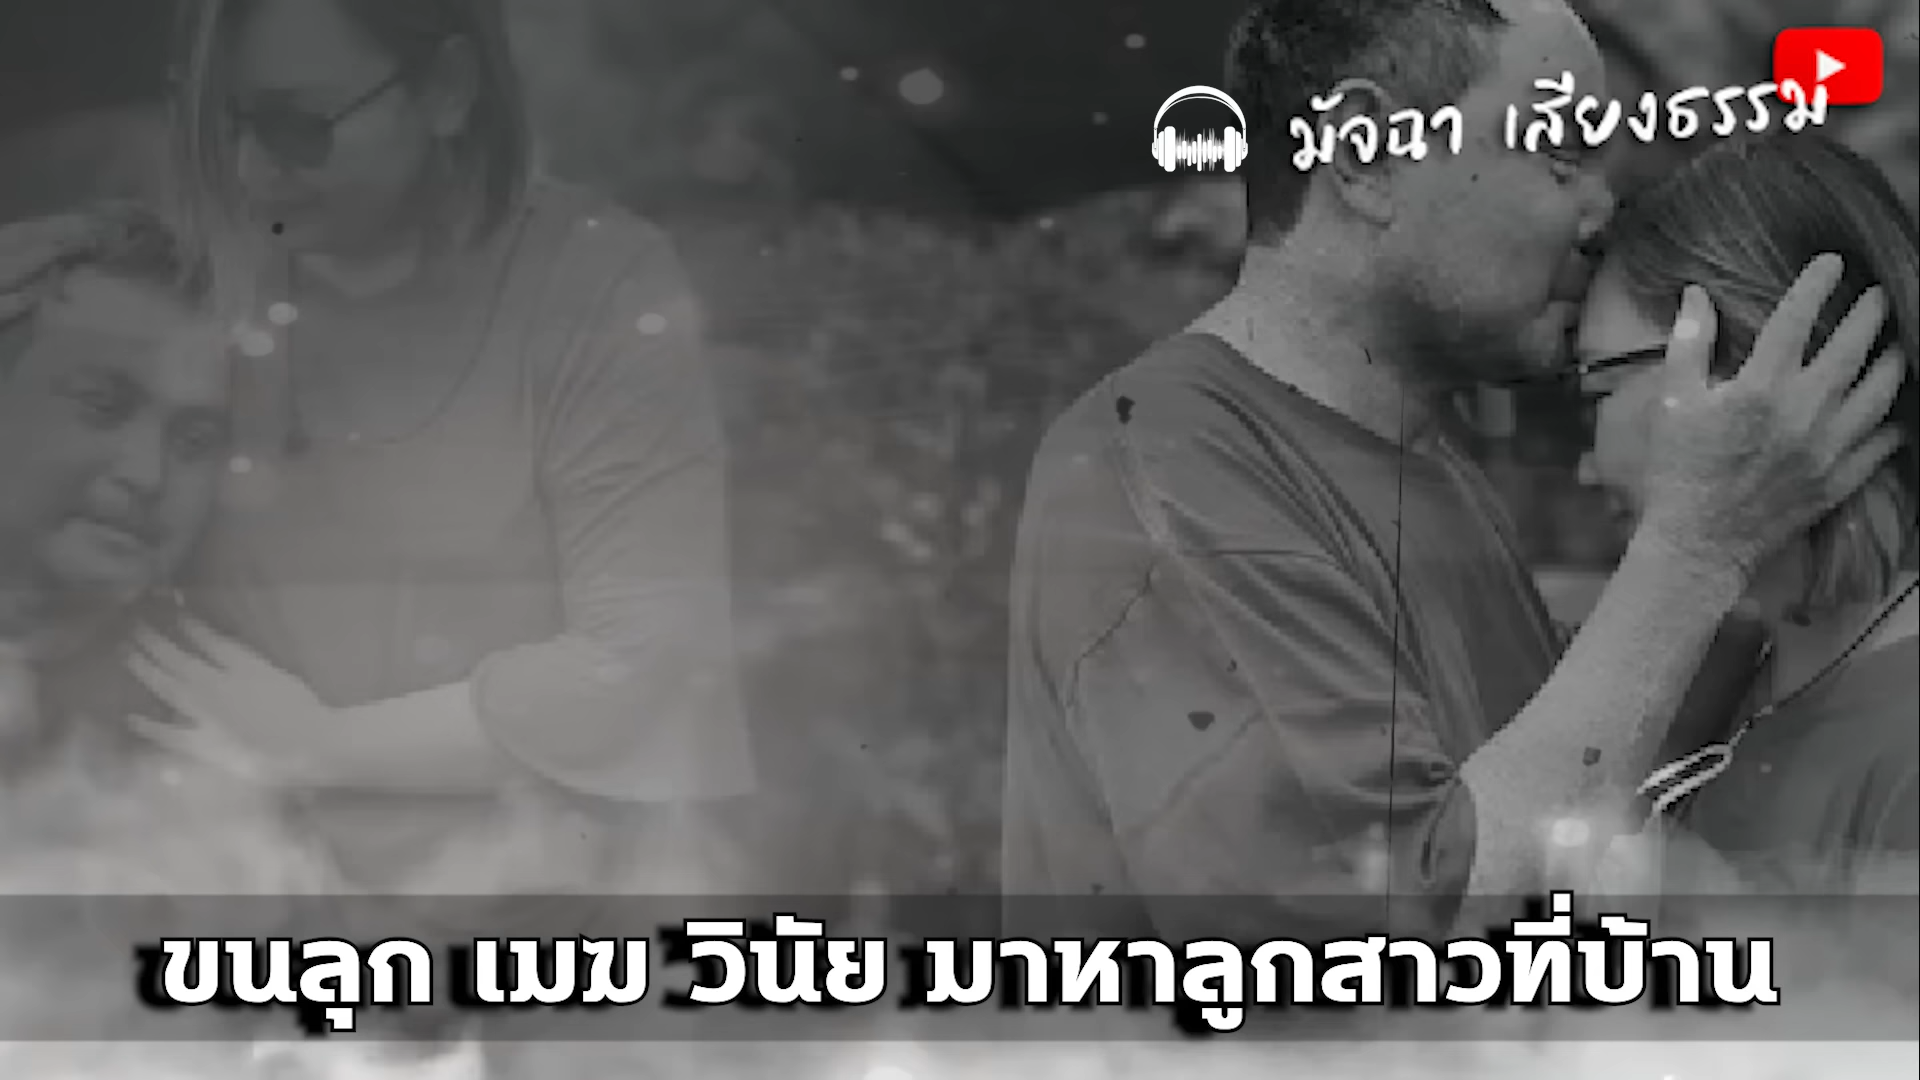 มัจฉา เสียงธรรม
ขนลุก เมฆ วินัย มาหาลูกสาวที่บ้าน